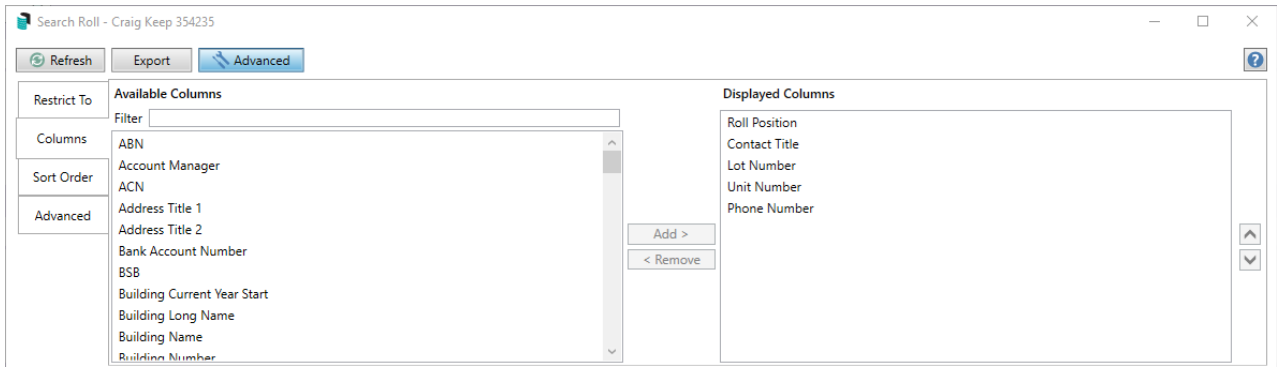 Search Roll - Craig Keep 354235
Refresh
Export
Advanced
Restrict To
Columns
Sort Order
Advanced
Available Columns
Filter
ABN
Account Manager
ACN
Address Title 1
Address Title 2
Bank Account Number
BSB
Building Current Year Start
Building Long Name
Building Name
Building Number
Add >
< Remove
Displayed Columns
Roll Position
Contact Title
Lot Number
Unit Number
Phone Number